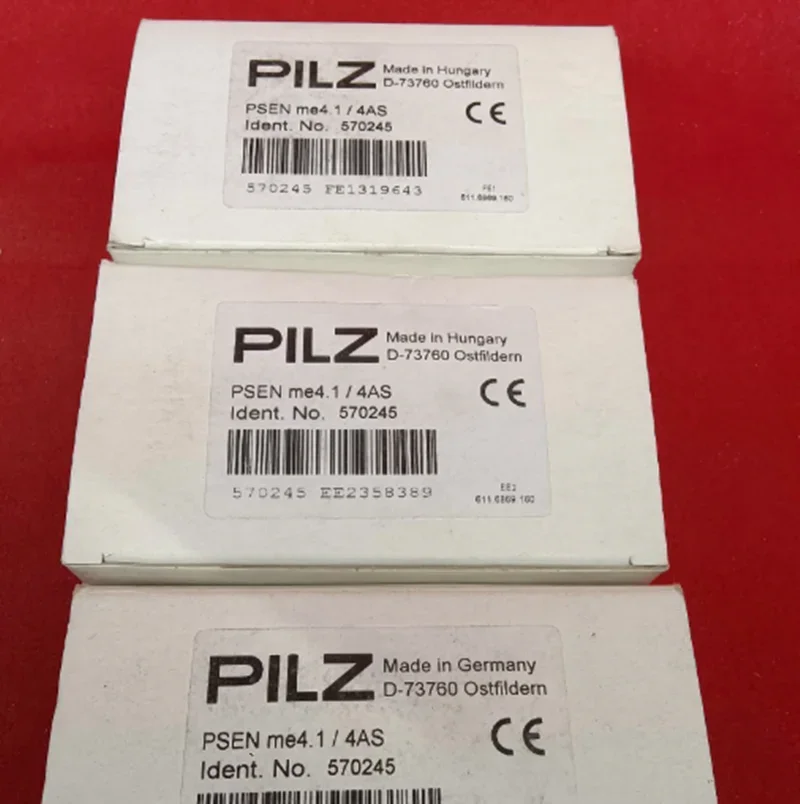 PILZ
Made in Hungary
D-73760 Ostfildern
PSEN me4.1 / 4AS
Ident. No. 570245
CE
570245 FE1319643
611.6869.160
PILZ
Made in Hungary
D-73760 Ostfildern
PSEN me4.1 / 4AS
Ident. No. 570245
CE
570245 EE2358389
611.6869.160
PILZ
Made in Germany
D-73760 Ostfildern
PSEN me4.1 / 4AS
Ident. No. 570245
CE